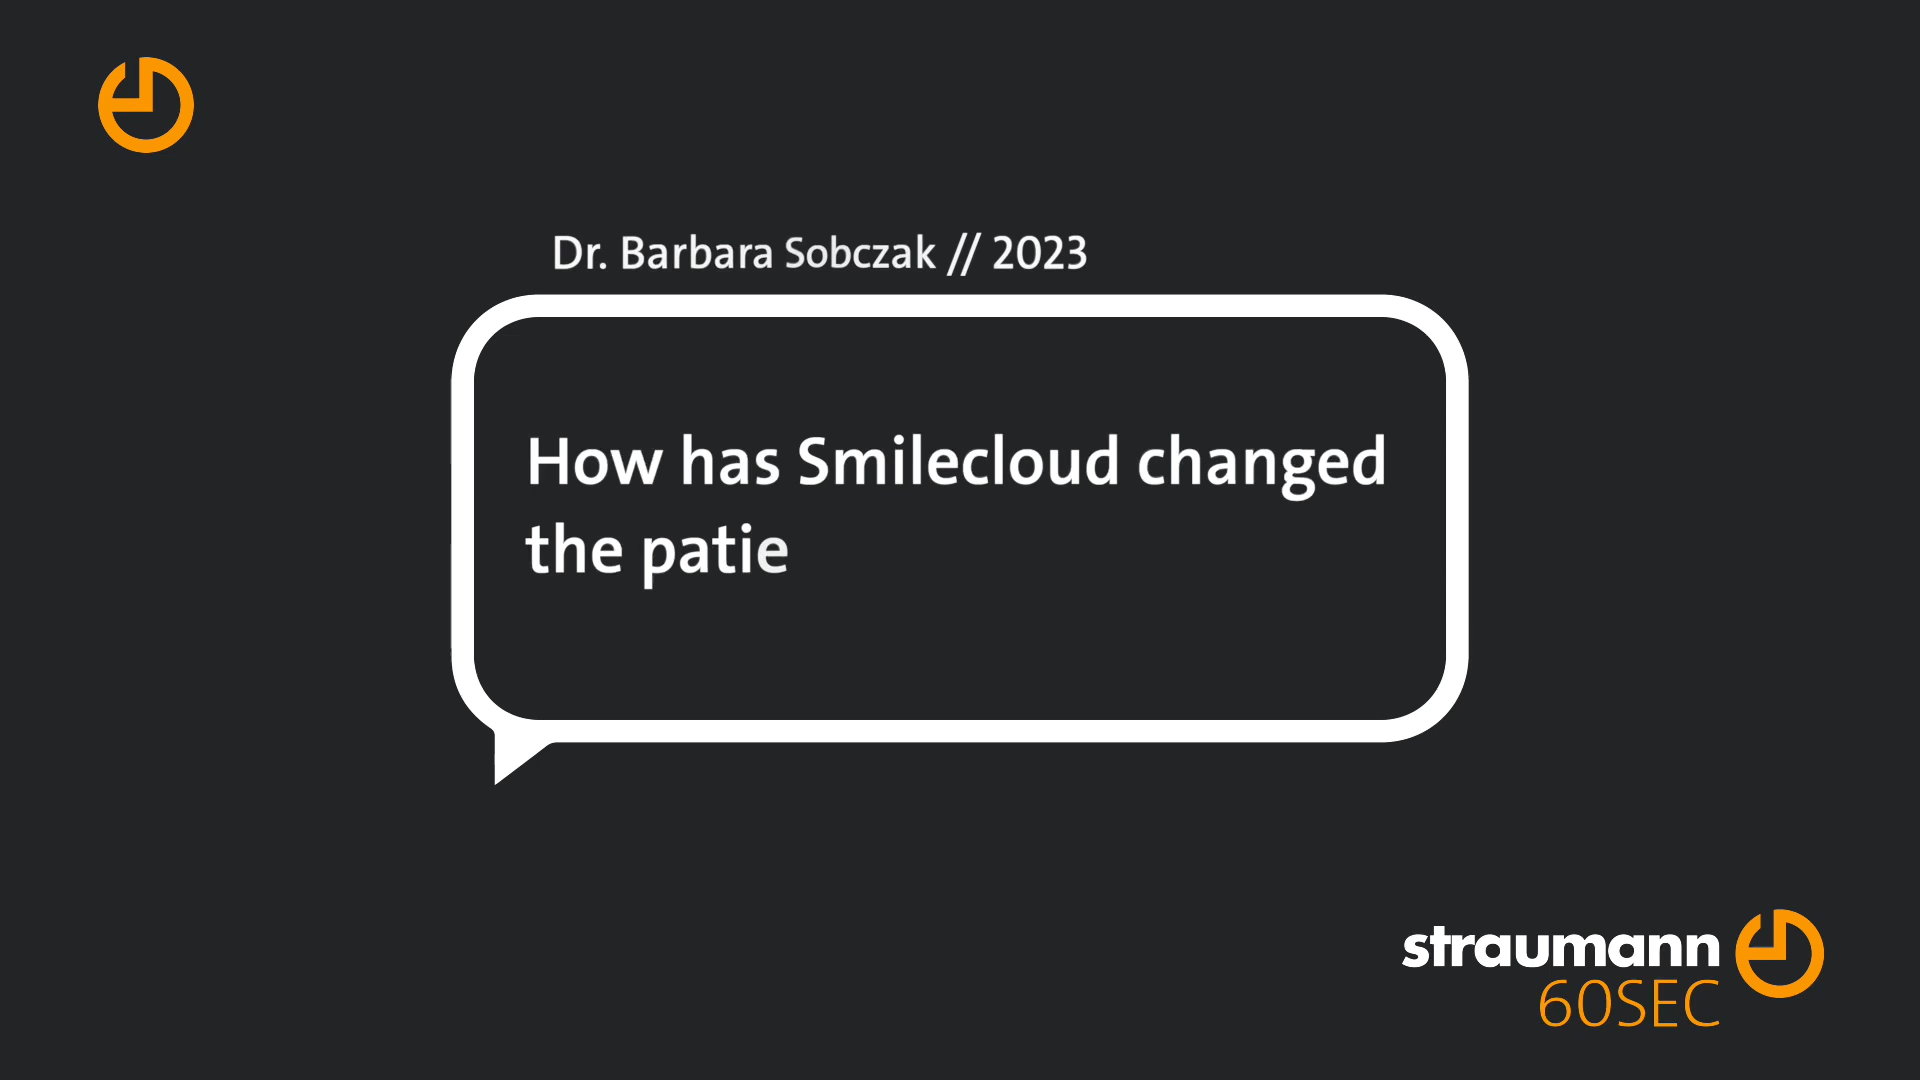 Dr. Barbara Sobczak // 2023
How has Smilecloud changed
the patie
straumann
60SEC